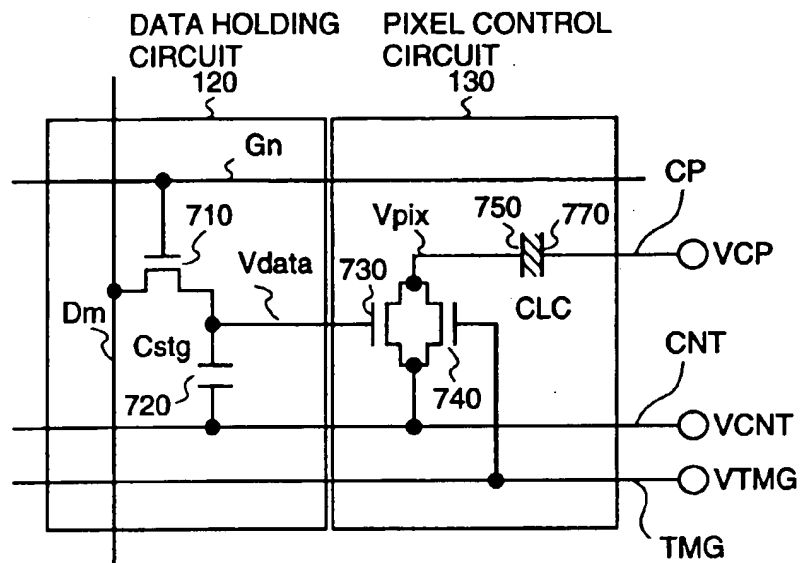 DATA HOLDING
CIRCUIT
120
PIXEL CONTROL
CIRCUIT
130
Gn
CP
710
Vpix
750
770
VCP
Vdata
730
Dm
CLC
Cstg
CNT
720
740
VCNT
VTMG
TMG